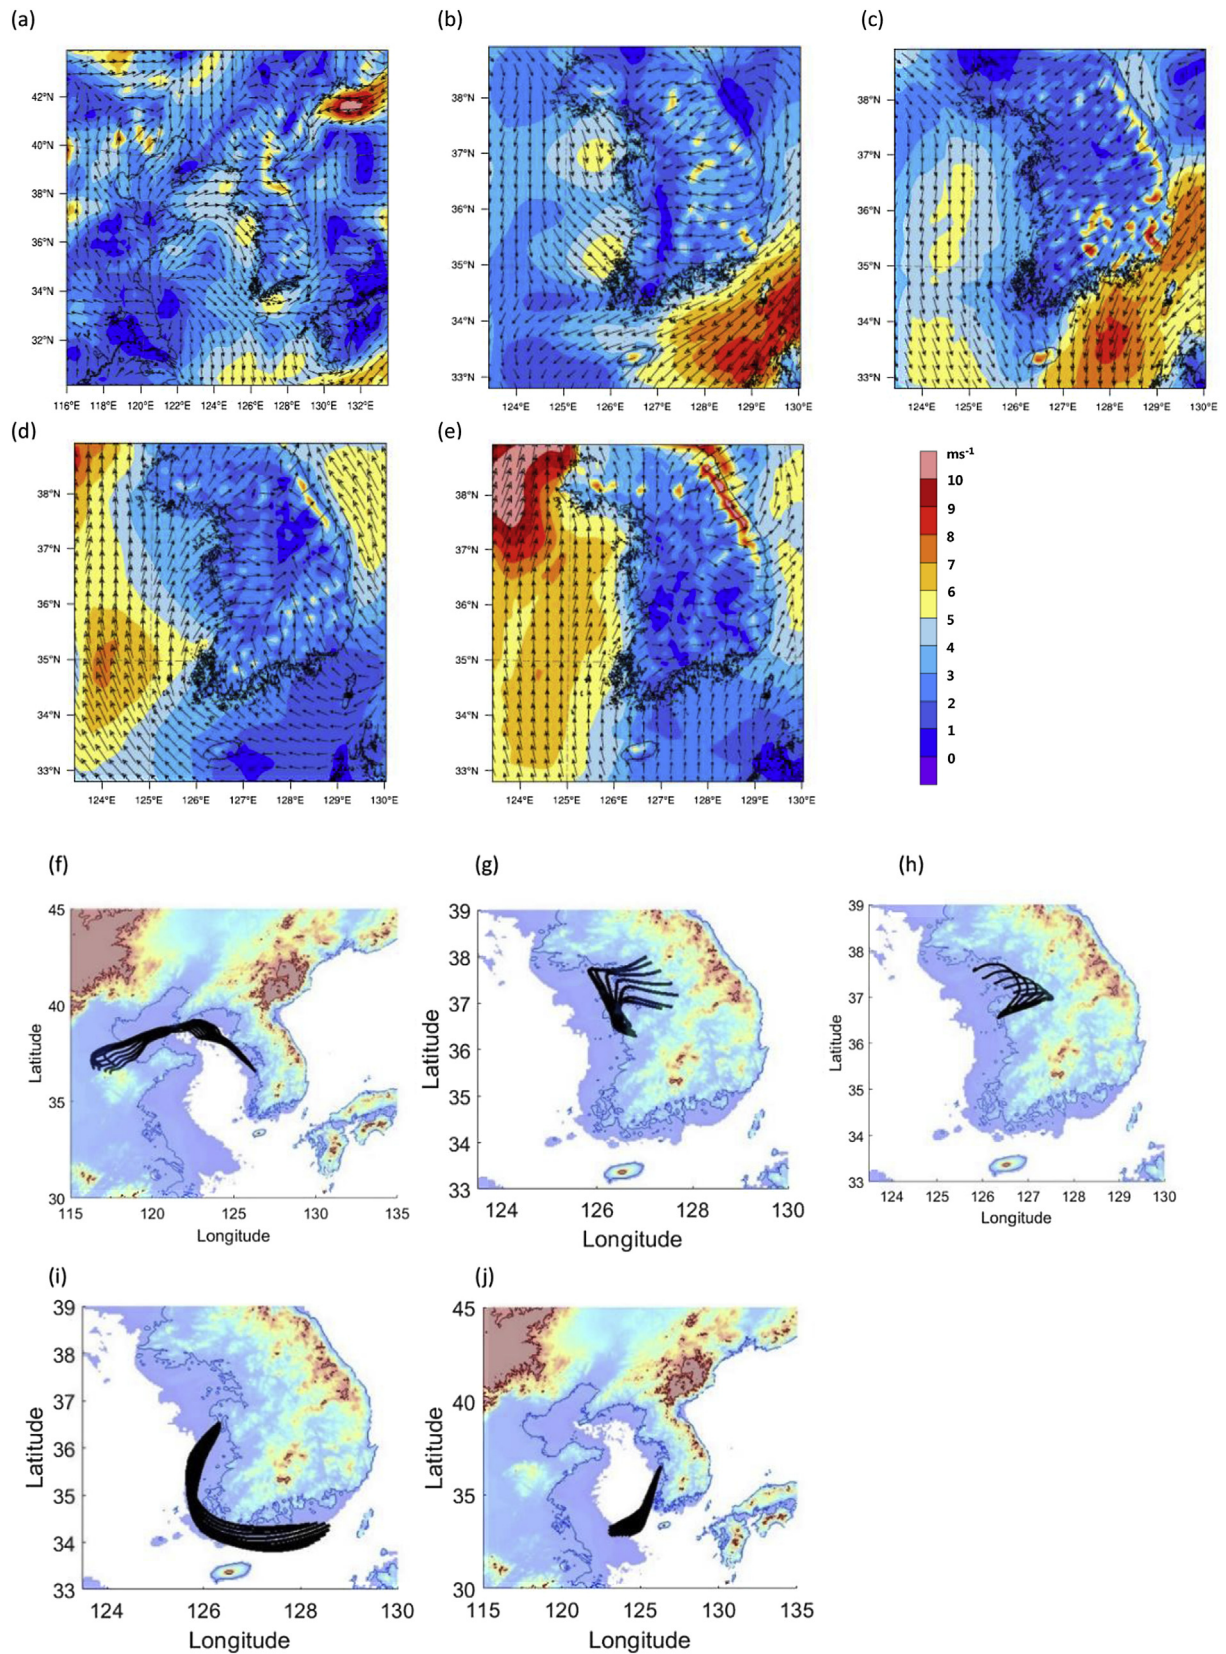 (a)
(b)
(c)
42°N
40°N
38°N
36°N
34°N
32°N
116°E 118°E 120°E 122°E 124°E 126°E 128°E 130°E 132°E
38°N
37°N
36°N
35°N
34°N
33°N
124°E 125°E 126°E 127°E 128°E 129°E 130°E
38°N
37°N
36°N
35°N
34°N
33°N
124°E 125°E 126°E 127°E 128°E 129°E 130°E
(d)
(e)
38°N
37°N
36°N
35°N
34°N
33°N
124°E 125°E 126°E 127°E 128°E 129°E 130°E
38°N
37°N
36°N
35°N
34°N
33°N
124°E 125°E 126°E 127°E 128°E 129°E 130°E
ms-1
10
9
8
7
6
5
4
3
2
1
0
(f)
(g)
(h)
45
40
35
30
Latitude
115 120 125 130 135
Longitude
39
38
37
36
35
34
33
Latitude
124 126 128 130
Longitude
39
38
37
36
35
34
33
Latitude
124 125 126 127 128 129 130
Longitude
(i)
(j)
39
38
37
36
35
34
33
Latitude
124 126 128 130
Longitude
45
40
35
30
Latitude
115 120 125 130 135
Longitude